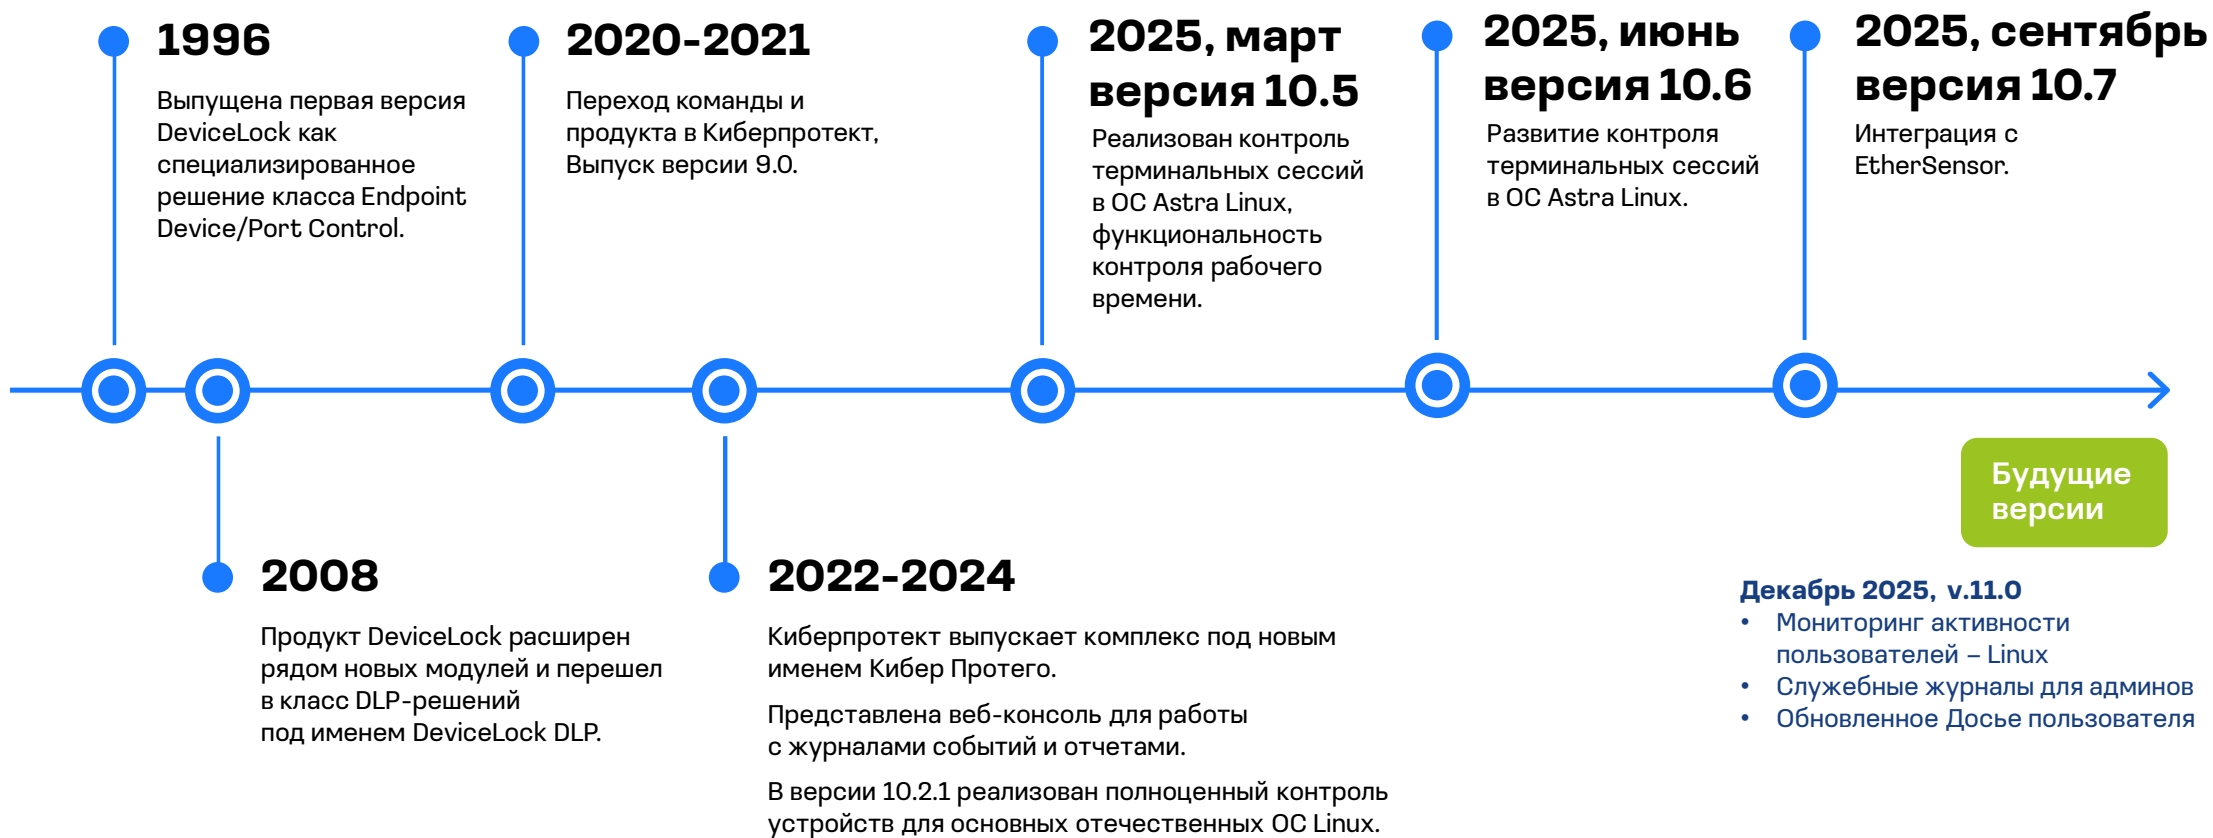 1996
Выпущена первая версия
DeviceLock как
специализированное
решение класса Endpoint
Device/Port Control.
2020-2021
Переход команды и
продукта в Киберпротект,
Выпуск версии 9.0.
2025, март
версия 10.5
Реализован контроль
терминальных сессий
в ОС Astra Linux,
функциональность
контроля рабочего
времени.
2025, июнь
версия 10.6
Развитие контроля
терминальных сессий
в ОС Astra Linux.
2025, сентябрь
версия 10.7
Интеграция с
EtherSensor.
2008
Продукт DeviceLock расширен
рядом новых модулей и перешел
в класс DLP-решений
под именем DeviceLock DLP.
2022-2024
Киберпротект выпускает комплекс под новым
именем Кибер Протего.
Представлена веб-консоль для работы
с журналами событий и отчетами.
В версии 10.2.1 реализован полноценный контроль
устройств для основных отечественных ОС Linux.
Будущие
версии
Декабрь 2025, v.11.0
• Мониторинг активности
пользователей – Linux
• Служебные журналы для админов
• Обновленное Досье пользователя